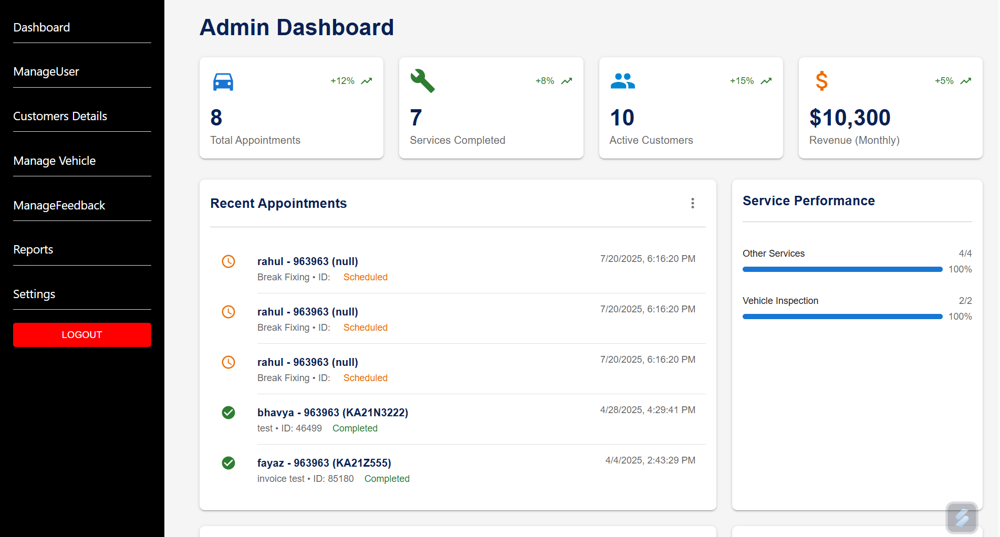 Dashboard
ManageUser
Customers Details
Manage Vehicle
ManageFeedback
Reports
Settings
LOGOUT
Admin Dashboard
+12%
8
Total Appointments
+8%
7
Services Completed
+15%
10
Active Customers
+5%
$10,300
Revenue (Monthly)
Recent Appointments
rahul - 963963 (null) 7/20/2025, 6:16:20 PM
Break Fixing • ID: Scheduled
rahul - 963963 (null) 7/20/2025, 6:16:20 PM
Break Fixing • ID: Scheduled
rahul - 963963 (null) 7/20/2025, 6:16:20 PM
Break Fixing • ID: Scheduled
bhavya - 963963 (KA21N3222) 4/28/2025, 4:29:41 PM
test • ID: 46499 Completed
fayaz - 963963 (KA21Z555) 4/4/2025, 2:43:29 PM
invoice test • ID: 85180 Completed
Service Performance
Other Services 4/4
100%
Vehicle Inspection 2/2
100%